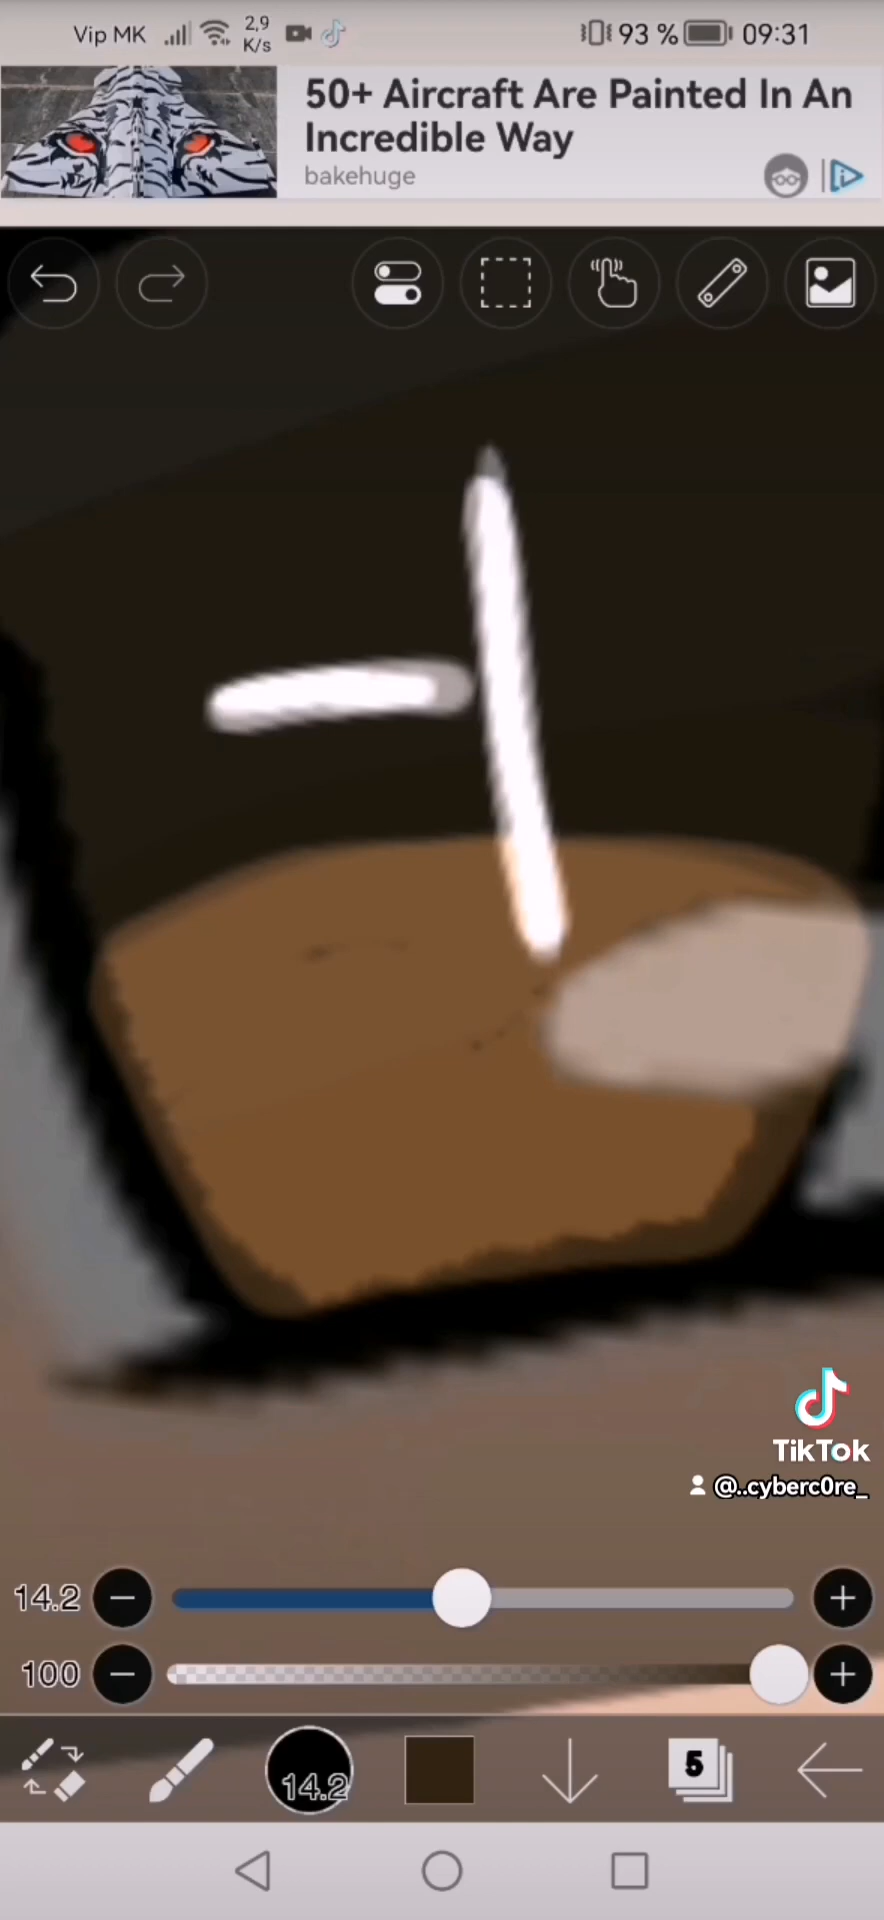 Vip MK 2,9 K/s 93 % 09:31
50+ Aircraft Are Painted In An
Incredible Way
bakehuge
TikTok
@..cyberc0re_
14.2
100
14.2 5